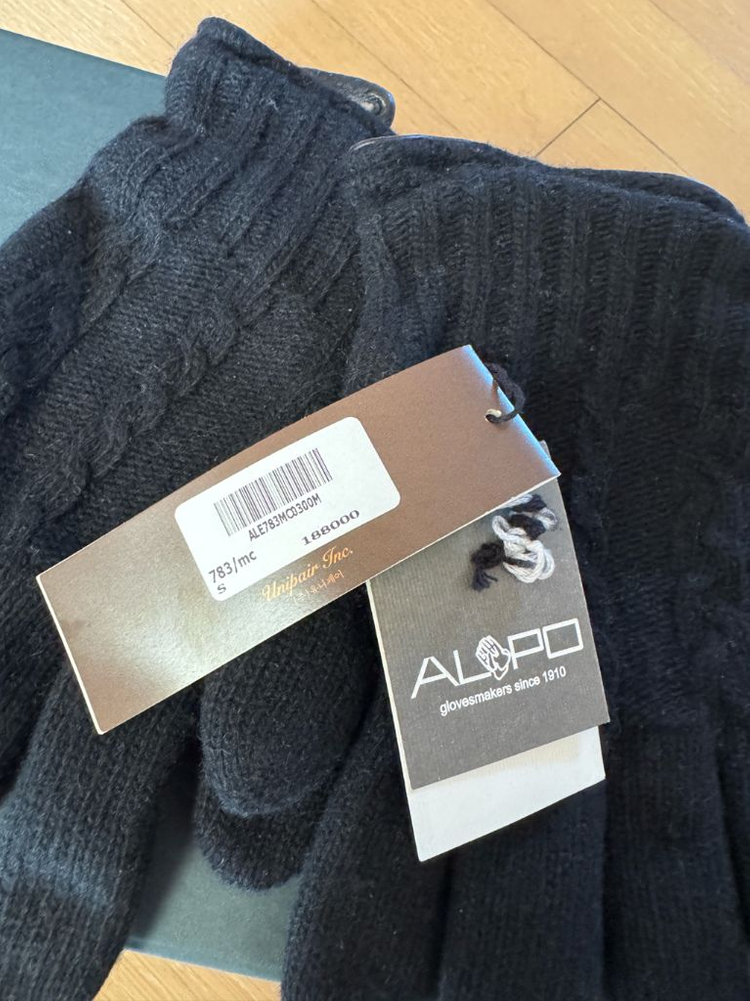 ALE783MC0300M
783/mc
188000
S
Unipair Inc.
ALPO
glovesmakers since 1910